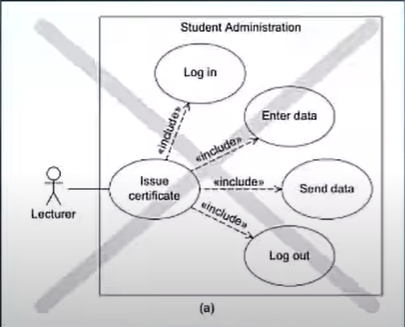 Student Administration
Log in
«include»
Enter data
«include»
Issue
certificate
«include»
Send data
Lecturer
«include»
Log out
(a)